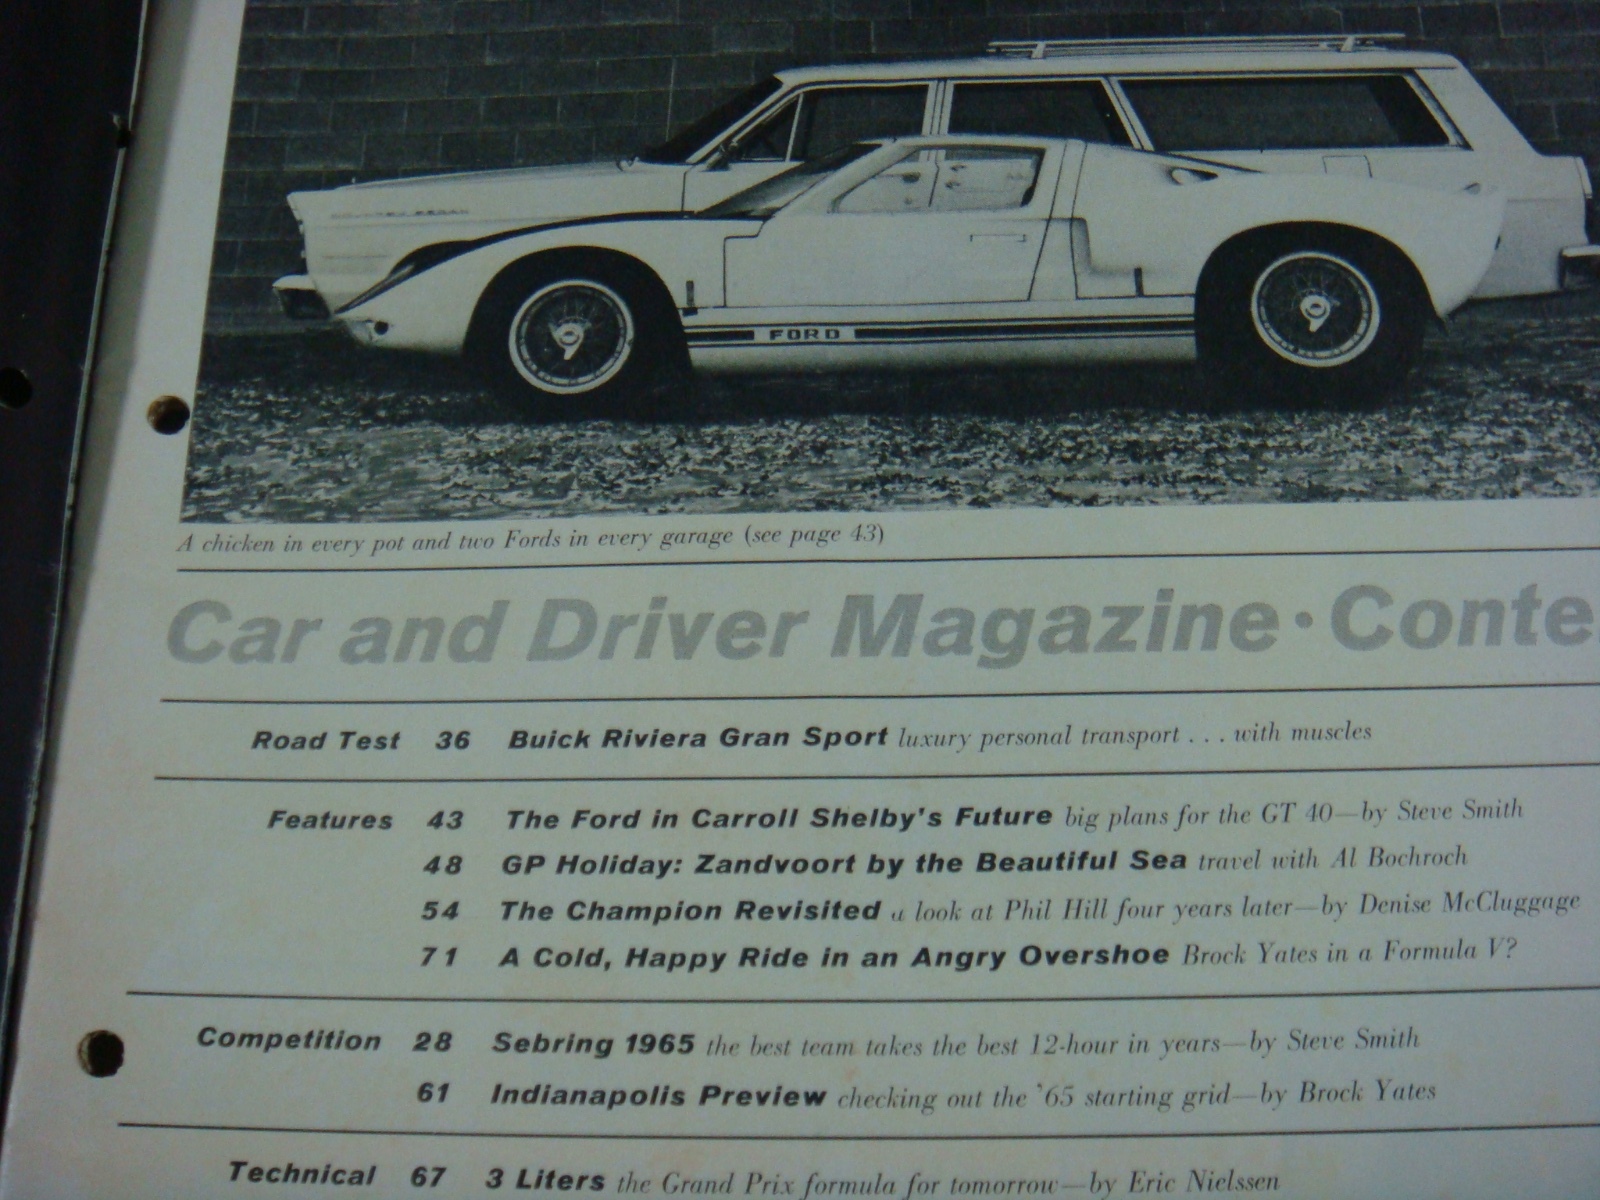 COUNTRY SEDAN
FORD
A chicken in every pot and two Fords in every garage (see page 43)
Car and Driver Magazine • Conte
Road Test 36 Buick Riviera Gran Sport luxury personal transport . . . with muscles
Features 43 The Ford in Carroll Shelby's Future big plans for the GT 40—by Steve Smith
48 GP Holiday: Zandvoort by the Beautiful Sea travel with Al Bochroch
54 The Champion Revisited a look at Phil Hill four years later—by Denise McCluggage
71 A Cold, Happy Ride in an Angry Overshoe Brock Yates in a Formula V?
Competition 28 Sebring 1965 the best team takes the best 12-hour in years—by Steve Smith
61 Indianapolis Preview checking out the '65 starting grid—by Brock Yates
Technical 67 3 Liters the Grand Prix formula for tomorrow—by Eric Nielssen